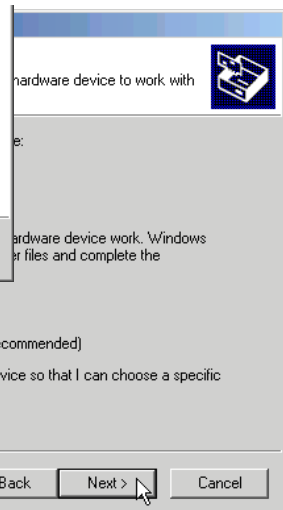 hardware device to work with
e:
ardware device work. Windows
er files and complete the
ecommended)
vice so that I can choose a specific
Back
Next >
Cancel